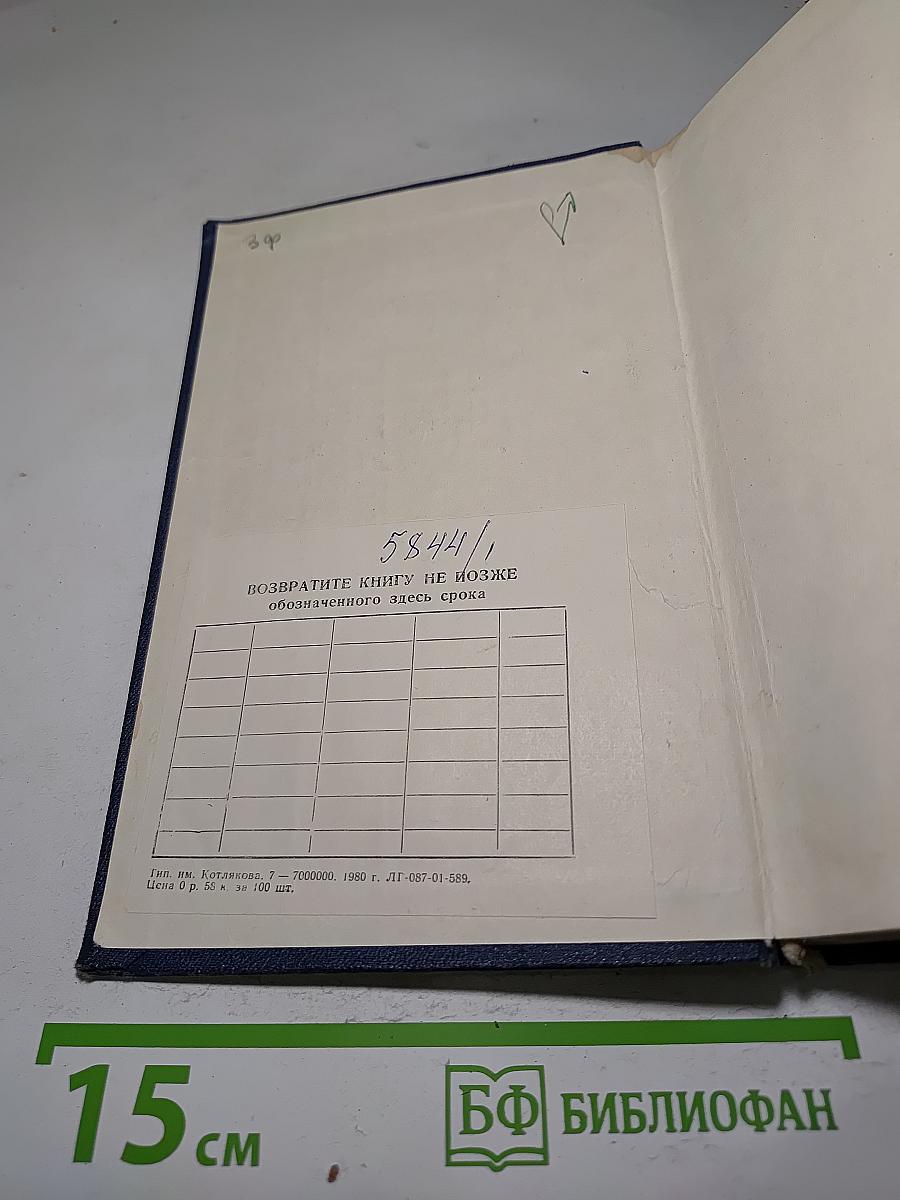 3 ф
5844/1
ВОЗВРАТИТЕ КНИГУ НЕ ПОЗЖЕ
обозначенного здесь срока
Тип. им. Котлякова. 7 — 7000000. 1980 г. ЛГ-087-01-589.
Цена 0 р. 58 к. за 100 шт.
15 см
БФ БИБЛИОФАН